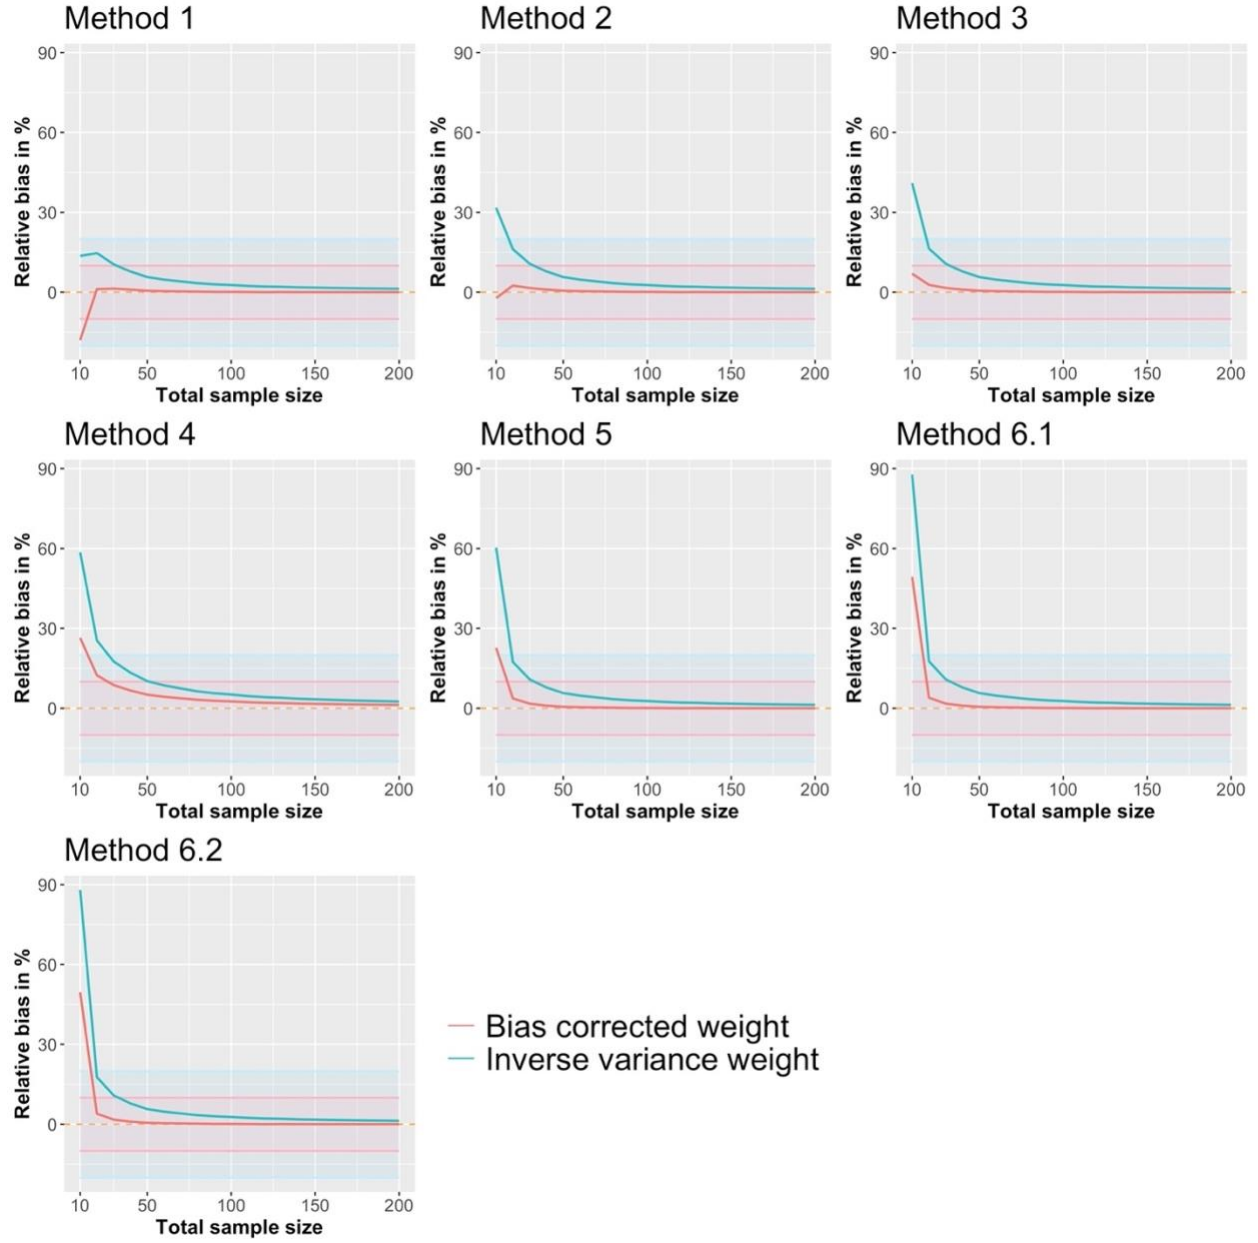 Method 1
Method 2
Method 3
Relative bias in %
90
60
30
0
10
50
100
150
200
Total sample size
Relative bias in %
90
60
30
0
10
50
100
150
200
Total sample size
Relative bias in %
90
60
30
0
10
50
100
150
200
Total sample size
Method 4
Method 5
Method 6.1
Relative bias in %
90
60
30
0
10
50
100
150
200
Total sample size
Relative bias in %
90
60
30
0
10
50
100
150
200
Total sample size
Relative bias in %
90
60
30
0
10
50
100
150
200
Total sample size
Method 6.2
Relative bias in %
90
60
30
0
10
50
100
150
200
Total sample size
Bias corrected weight
Inverse variance weight